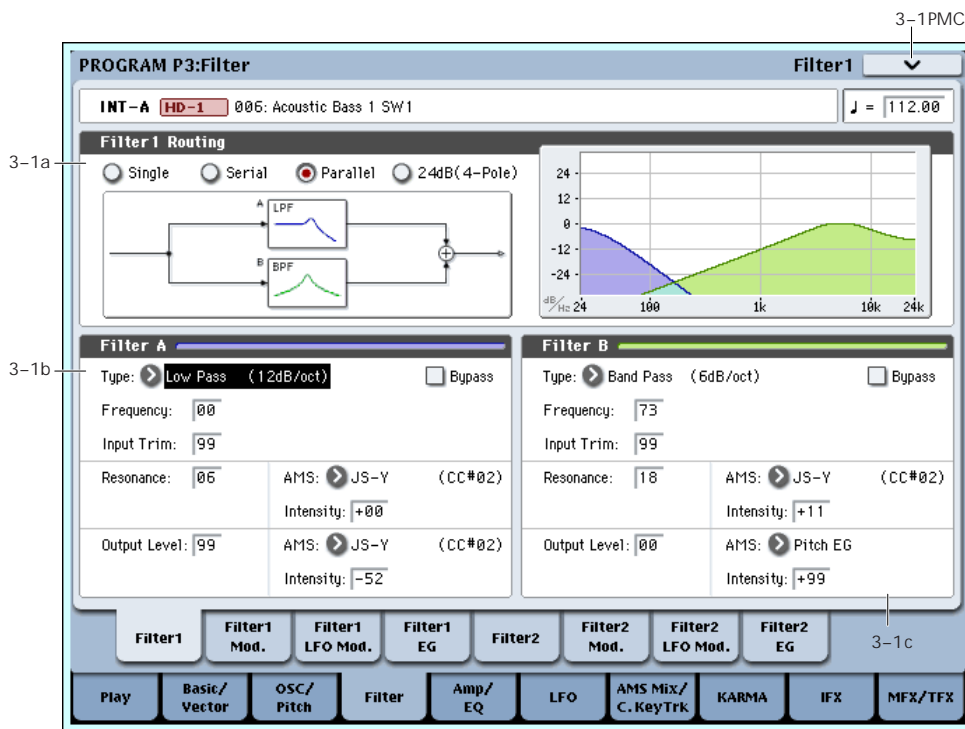 3–1PMC
PROGRAM P3:Filter Filter1
INT-A HD-1 006: Acoustic Bass 1 SW1 ♩ = 112.00
Filter1 Routing
3–1a
Single Serial Parallel 24dB(4-Pole)
A LPF
B BPF
24
12
0
-12
-24
dB/Hz 24 100 1k 10k 24k
3–1b
Filter A
Type: Low Pass (12dB/oct) Bypass
Frequency: 00
Input Trim: 99
Resonance: 06 AMS: JS-Y (CC#02)
Intensity: +00
Output Level: 99 AMS: JS-Y (CC#02)
Intensity: -52
Filter B
Type: Band Pass (6dB/oct) Bypass
Frequency: 73
Input Trim: 99
Resonance: 18 AMS: JS-Y (CC#02)
Intensity: +11
Output Level: 00 AMS: Pitch EG
Intensity: +99
3–1c
Filter1
Filter1 Mod.
Filter1 LFO Mod.
Filter1 EG
Filter2
Filter2 Mod.
Filter2 LFO Mod.
Filter2 EG
Play
Basic/ Vector
OSC/ Pitch
Filter
Amp/ EQ
LFO
AMS Mix/ C.KeyTrk
KARMA
IFX
MFX/TFX